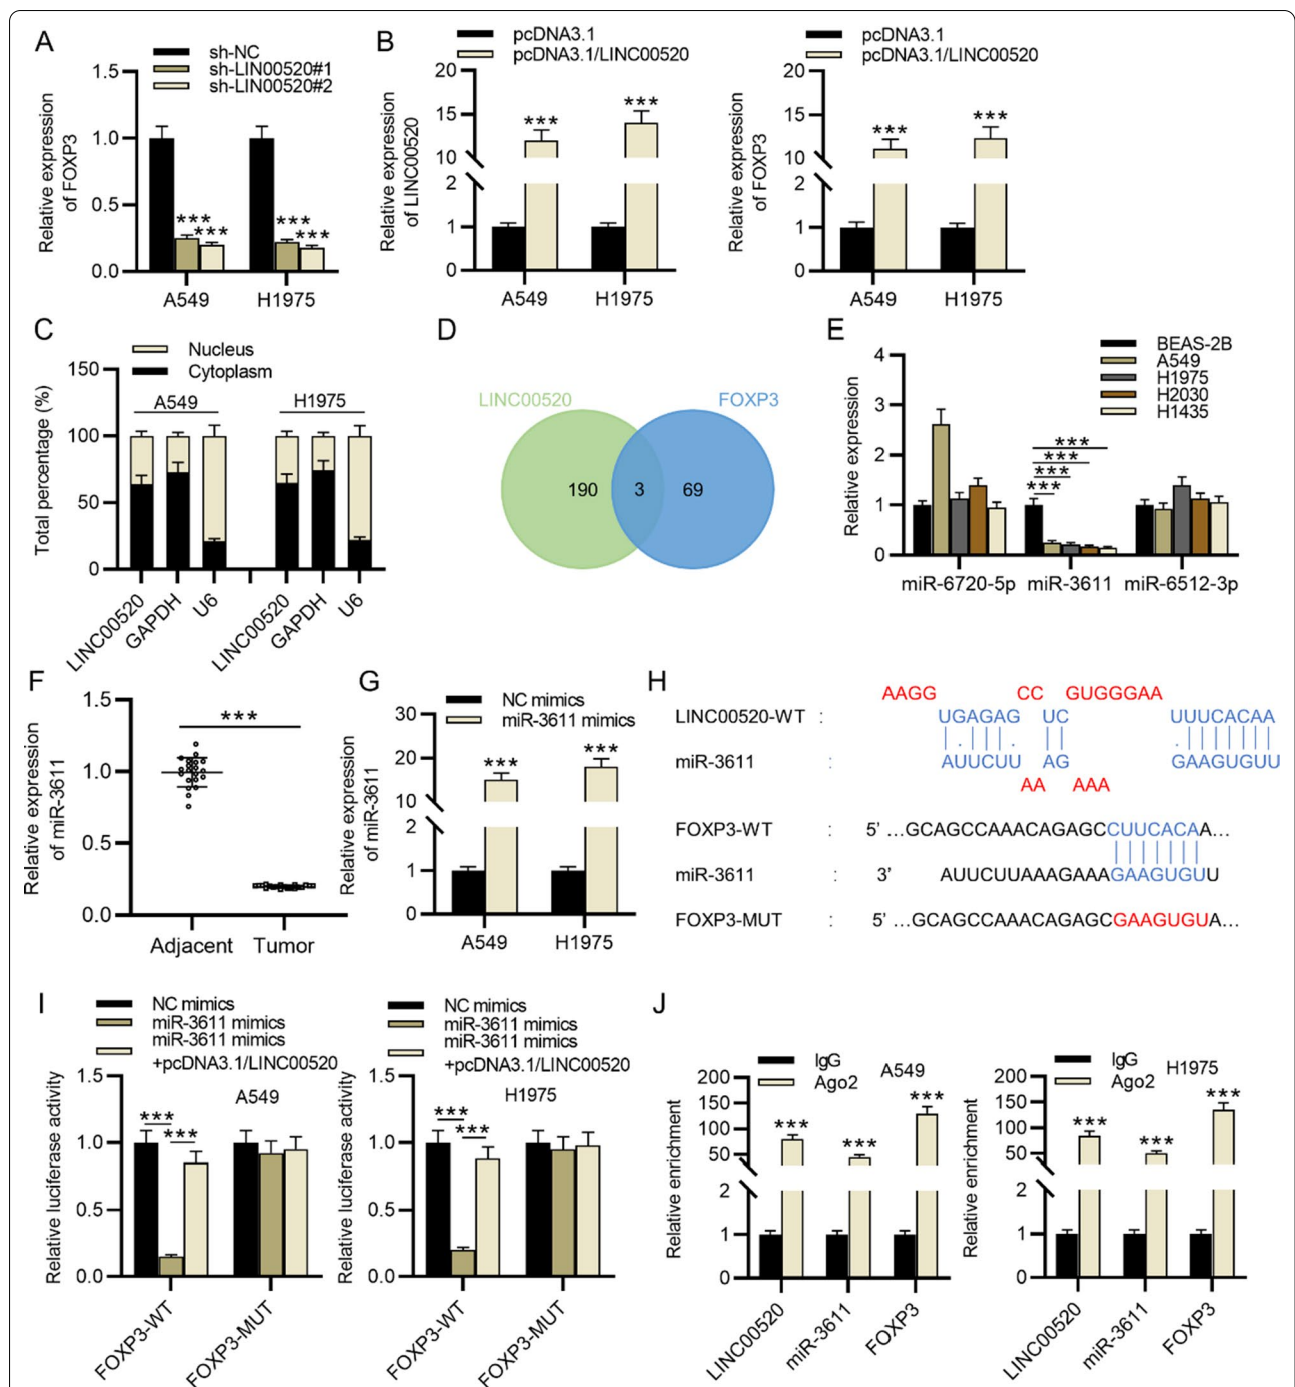 A
sh-NC
sh-LIN00520#1
sh-LIN00520#2
Relative expression
of FOXP3
1.5
1.0
0.5
0.0
***
***
***
***
A549
H1975
B
pcDNA3.1
pcDNA3.1/LINC00520
Relative expression
of LINC00520
20
15
10
2
1
0
***
***
A549
H1975
pcDNA3.1
pcDNA3.1/LINC00520
Relative expression
of FOXP3
20
15
10
2
1
0
***
***
A549
H1975
C
Nucleus
Cytoplasm
Total percentage (%)
150
100
50
0
A549
H1975
LINC00520
GAPDH
U6
LINC00520
GAPDH
U6
D
LINC00520
FOXP3
190
3
69
E
BEAS-2B
A549
H1975
H2030
H1435
Relative expression
4
3
2
1
0
***
***
***
***
miR-6720-5p
miR-3611
miR-6512-3p
F
Relative expression
of miR-3611
1.5
1.0
0.5
0.0
***
Adjacent
Tumor
G
NC mimics
miR-3611 mimics
Relative expression
of miR-3611
30
20
10
2
1
0
***
***
A549
H1975
H
AAGG CC GUGGGAA
LINC00520-WT : UGAGAG UC UUUCACAA
miR-3611 : AUUCUU AG GAAGUGUU
AA AAA
FOXP3-WT : 5' ...GCAGCCAAACAGAGCCUUCACAA...
miR-3611 : 3' AUUCUUAAAGAAAGAAGUGUU
FOXP3-MUT : 5' ...GCAGCCAAACAGAGCGAAGUGUA...
I
NC mimics
miR-3611 mimics
miR-3611 mimics
+pcDNA3.1/LINC00520
Relative luciferase activity
1.5
1.0
0.5
0.0
A549
***
***
FOXP3-WT
FOXP3-MUT
NC mimics
miR-3611 mimics
miR-3611 mimics
+pcDNA3.1/LINC00520
Relative luciferase activity
1.5
1.0
0.5
0.0
H1975
***
***
FOXP3-WT
FOXP3-MUT
J
IgG
Ago2
A549
Relative enrichment
200
150
100
50
2
1
0
***
***
***
LINC00520
miR-3611
FOXP3
IgG
Ago2
H1975
Relative enrichment
200
150
100
50
2
1
0
***
***
***
LINC00520
miR-3611
FOXP3